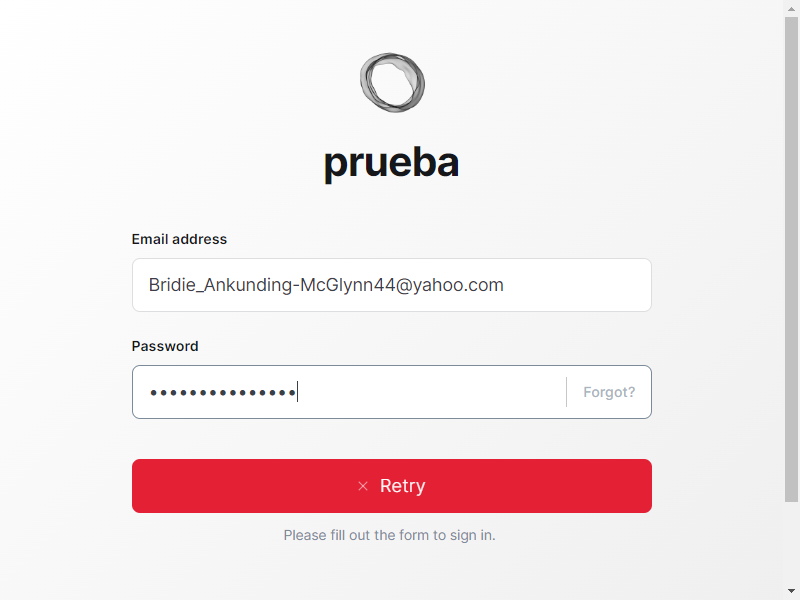 prueba
Email address
Bridie_Ankunding-McGlynn44@yahoo.com
Password
•••••••••••••••
Forgot?
× Retry
Please fill out the form to sign in.